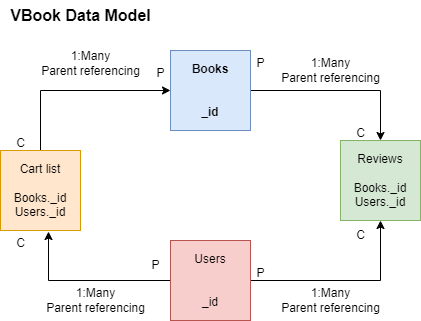 VBook Data Model
1:Many
Parent referencing
P
Books
_id
P
1:Many
Parent referencing
C
C
Cart list
Books._id
Users._id
Reviews
Books._id
Users._id
C
C
P
Users
_id
P
1:Many
Parent referencing
1:Many
Parent referencing